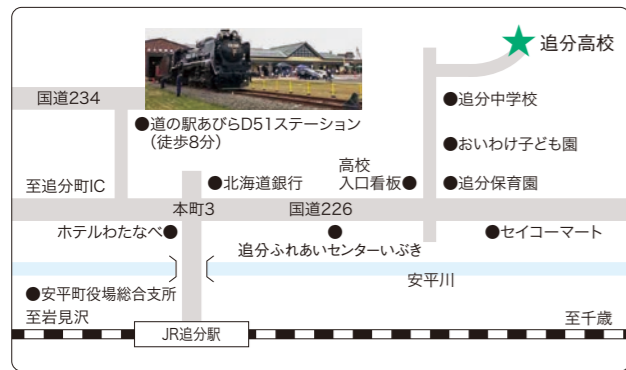 追分高校
国道234
●追分中学校
●道の駅あびらD51ステーション
(徒歩8分)
●おいわけ子ども園
高校
入口看板●
至追分町IC
●北海道銀行
●追分保育園
本町3
国道226
ホテルわたなべ●
追分ふれあいセンターいぶき
●セイコーマート
安平川
●安平町役場総合支所
至岩見沢
至千歳
JR追分駅